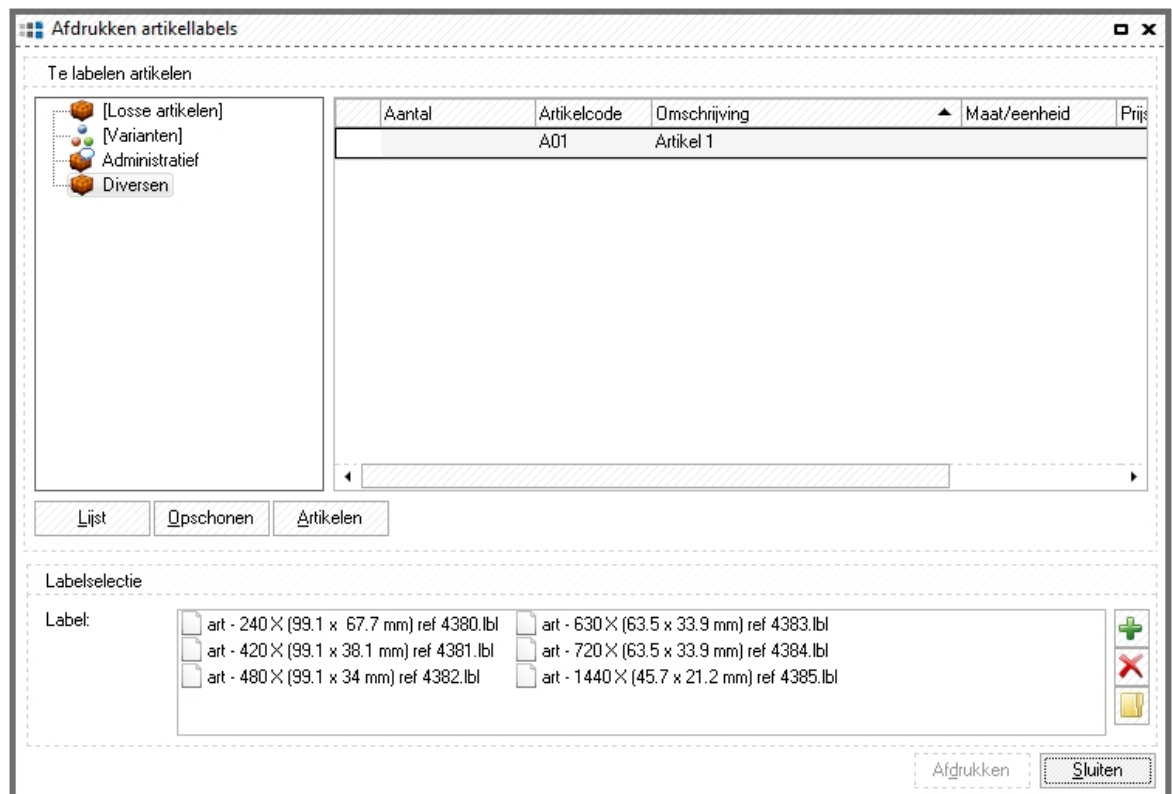 Afdrukken artikellabels
Te labelen artikelen
[Losse artikelen]
[Varianten]
Administratief
Diversen
Aantal Artikelcode Omschrijving Maat/eenheid Prijs
A01 Artikel 1
Lijst Opschonen Artikelen
Labelselectie
Label:
art - 240 X (99.1 x 67.7 mm) ref 4380.lbl art - 630 X (63.5 x 33.9 mm) ref 4383.lbl
art - 420 X (99.1 x 38.1 mm) ref 4381.lbl art - 720 X (63.5 x 33.9 mm) ref 4384.lbl
art - 480 X (99.1 x 34 mm) ref 4382.lbl art - 1440 X (45.7 x 21.2 mm) ref 4385.lbl
Afdrukken Sluiten